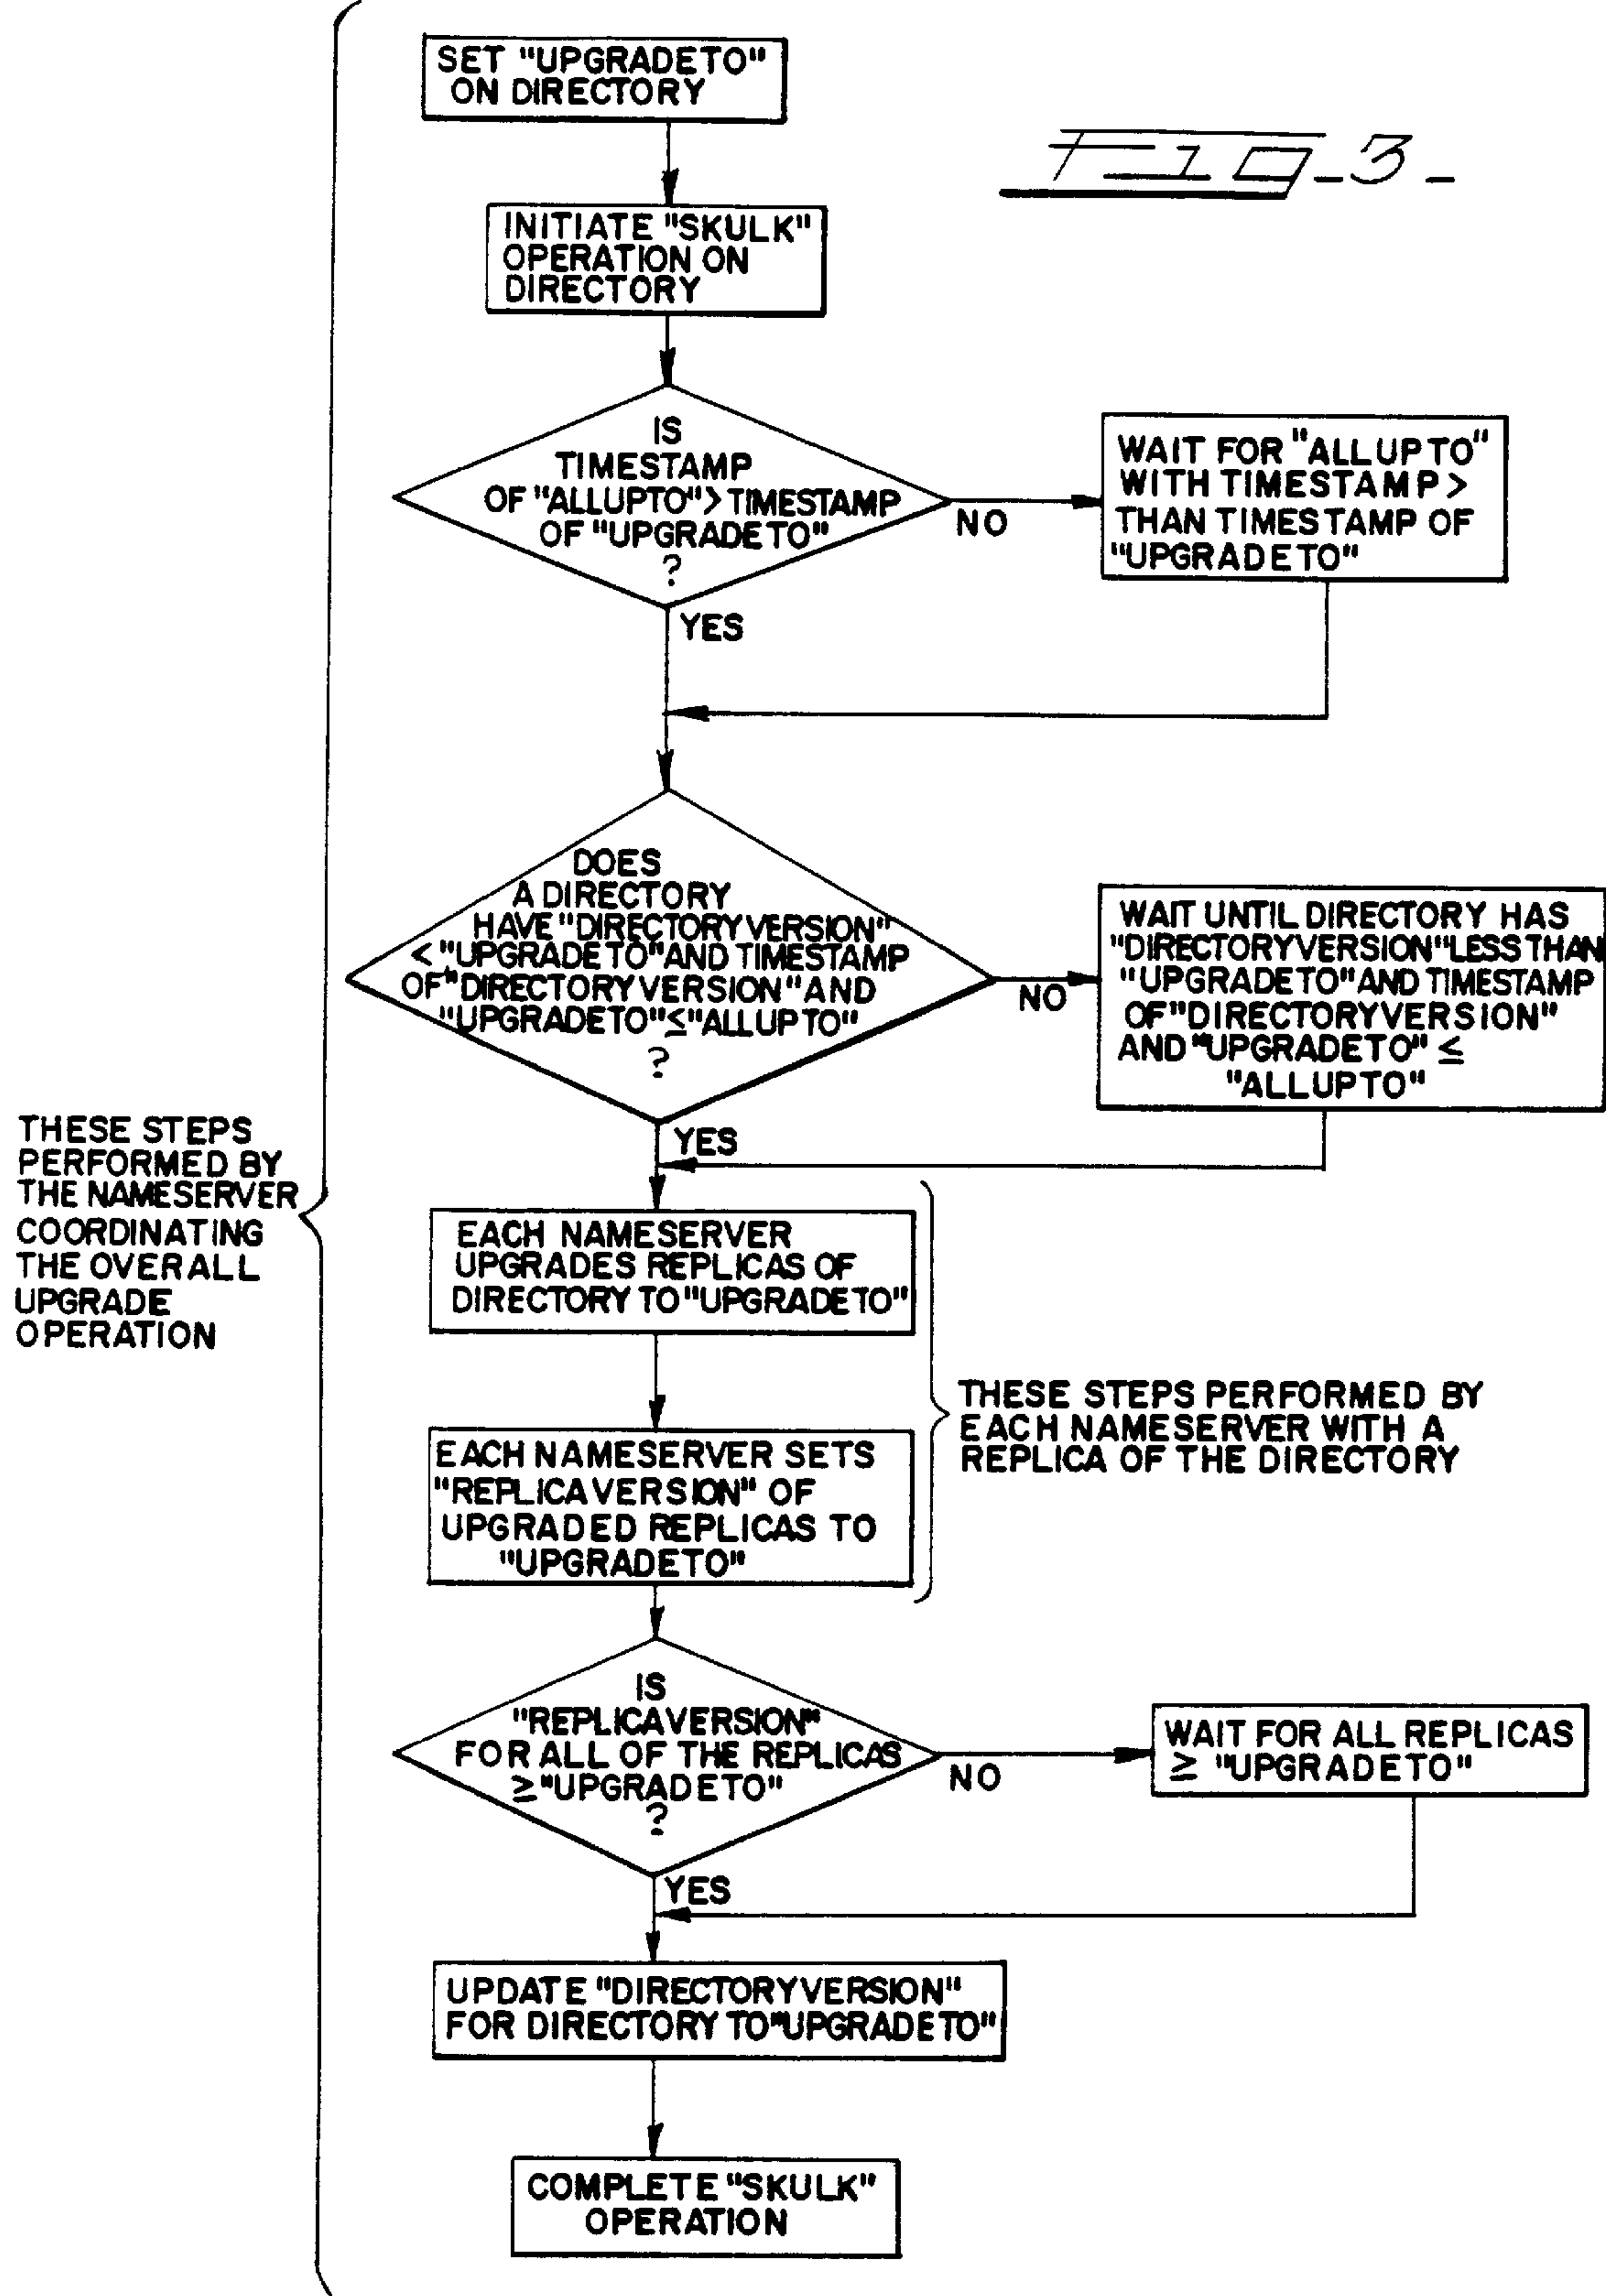 SET "UPGRADETO"
ON DIRECTORY
FIG-3-
INITIATE "SKULK"
OPERATION ON
DIRECTORY
IS
TIMESTAMP
OF "ALLUPTO" > TIMESTAMP
OF "UPGRADETO"
?
NO
WAIT FOR "ALLUPTO"
WITH TIMESTAMP >
THAN TIMESTAMP OF
"UPGRADETO"
YES
DOES
A DIRECTORY
HAVE "DIRECTORYVERSION"
< "UPGRADETO" AND TIMESTAMP
OF "DIRECTORYVERSION" AND
"UPGRADETO" ≤ "ALLUPTO"
?
NO
WAIT UNTIL DIRECTORY HAS
"DIRECTORYVERSION" LESS THAN
"UPGRADETO" AND TIMESTAMP
OF "DIRECTORYVERSION"
AND "UPGRADETO" ≤
"ALLUPTO"
YES
THESE STEPS
PERFORMED BY
THE NAMESERVER
COORDINATING
THE OVERALL
UPGRADE
OPERATION
EACH NAMESERVER
UPGRADES REPLICAS OF
DIRECTORY TO "UPGRADETO"
EACH NAMESERVER SETS
"REPLICAVERSION" OF
UPGRADED REPLICAS TO
"UPGRADETO"
THESE STEPS PERFORMED BY
EACH NAMESERVER WITH A
REPLICA OF THE DIRECTORY
IS
"REPLICAVERSION"
FOR ALL OF THE REPLICAS
≥ "UPGRADETO"
?
NO
WAIT FOR ALL REPLICAS
≥ "UPGRADETO"
YES
UPDATE "DIRECTORYVERSION"
FOR DIRECTORY TO "UPGRADETO"
COMPLETE "SKULK"
OPERATION